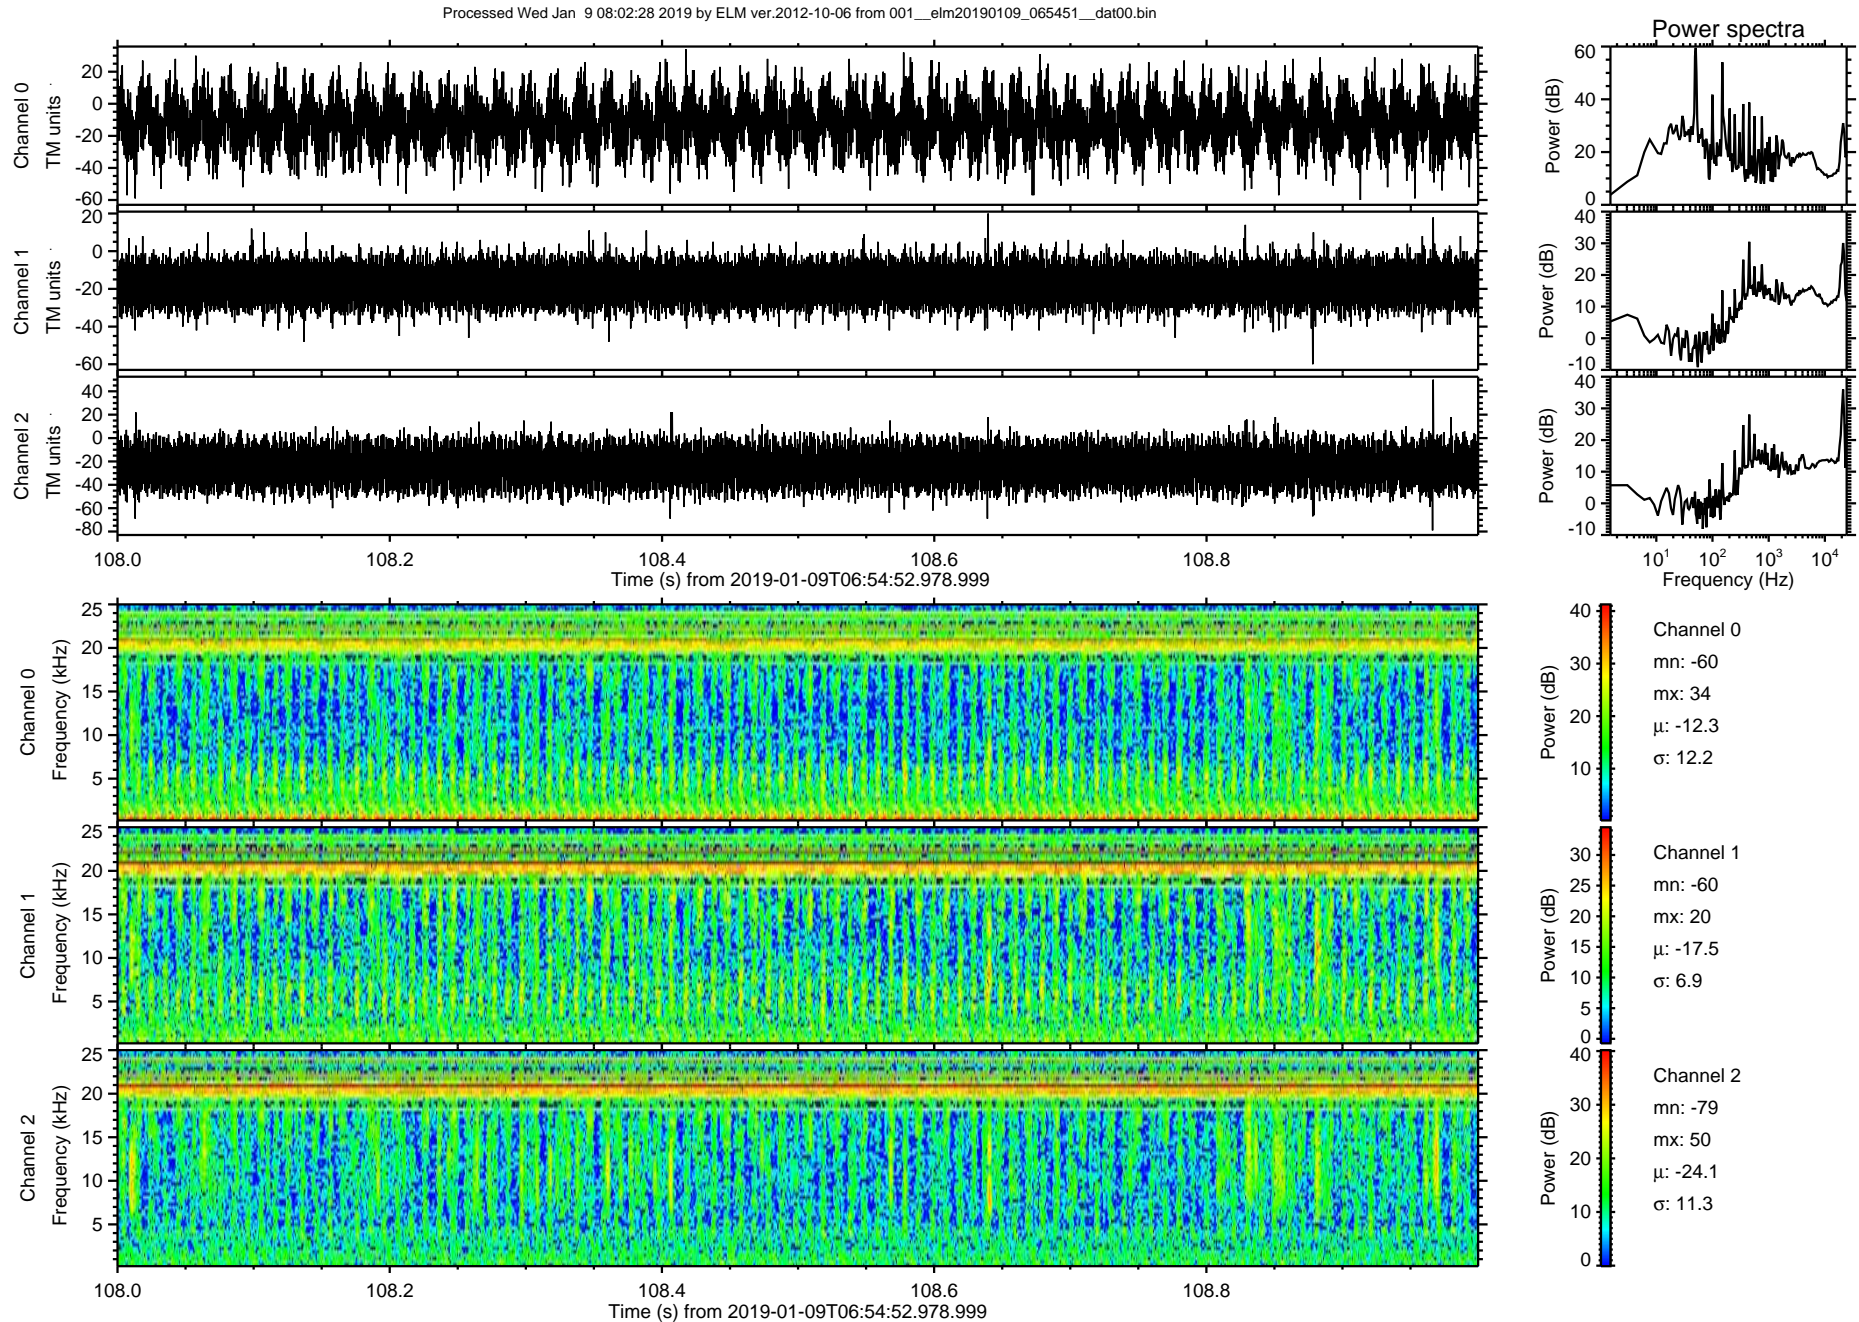 Processed Wed Jan 9 08:02:28 2019 by ELM ver.2012-10-06 from 001__elm20190109_065451__dat00.bin
Power spectra
Channel 0
TM units
20
0
-20
-40
-60
Power (dB)
60
40
20
0
Channel 1
TM units
20
0
-20
-40
-60
Power (dB)
40
30
20
10
0
-10
Channel 2
TM units
40
20
0
-20
-40
-60
-80
Power (dB)
40
30
20
10
0
-10
108.0 108.2 108.4 108.6 108.8
Time (s) from 2019-01-09T06:54:52.978.999
10^1 10^2 10^3 10^4
Frequency (Hz)
Channel 0
Frequency (kHz)
25
20
15
10
5
Power (dB)
40
30
20
10
Channel 0
mn: -60
mx: 34
μ: -12.3
σ: 12.2
Channel 1
Frequency (kHz)
25
20
15
10
5
Power (dB)
30
25
20
15
10
5
0
Channel 1
mn: -60
mx: 20
μ: -17.5
σ: 6.9
Channel 2
Frequency (kHz)
25
20
15
10
5
Power (dB)
40
30
20
10
0
Channel 2
mn: -79
mx: 50
μ: -24.1
σ: 11.3
108.0 108.2 108.4 108.6 108.8
Time (s) from 2019-01-09T06:54:52.978.999